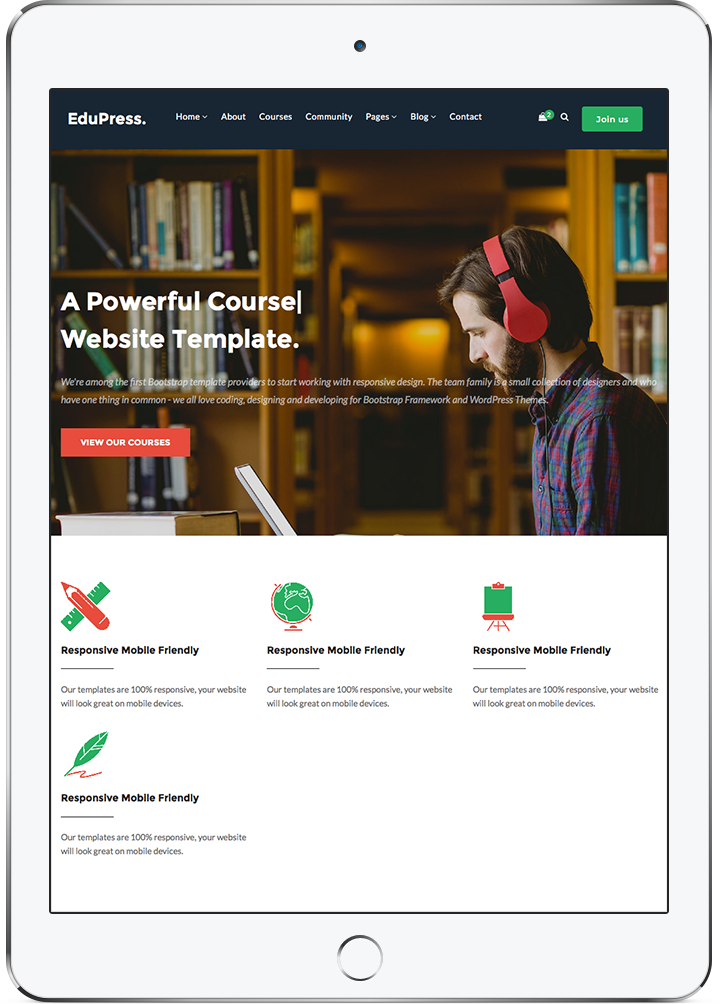 EduPress.
Home About Courses Community Pages Blog Contact
2
Join us
A Powerful Course|
Website Template.
We're among the first Bootstrap template providers to start working with responsive design. The team family is a small collection of designers and who
have one thing in common - we all love coding, designing and developing for Bootstrap Framework and WordPress Themes.
VIEW OUR COURSES
Responsive Mobile Friendly
Our templates are 100% responsive, your website
will look great on mobile devices.
Responsive Mobile Friendly
Our templates are 100% responsive, your website
will look great on mobile devices.
Responsive Mobile Friendly
Our templates are 100% responsive, your website
will look great on mobile devices.
Responsive Mobile Friendly
Our templates are 100% responsive, your website
will look great on mobile devices.